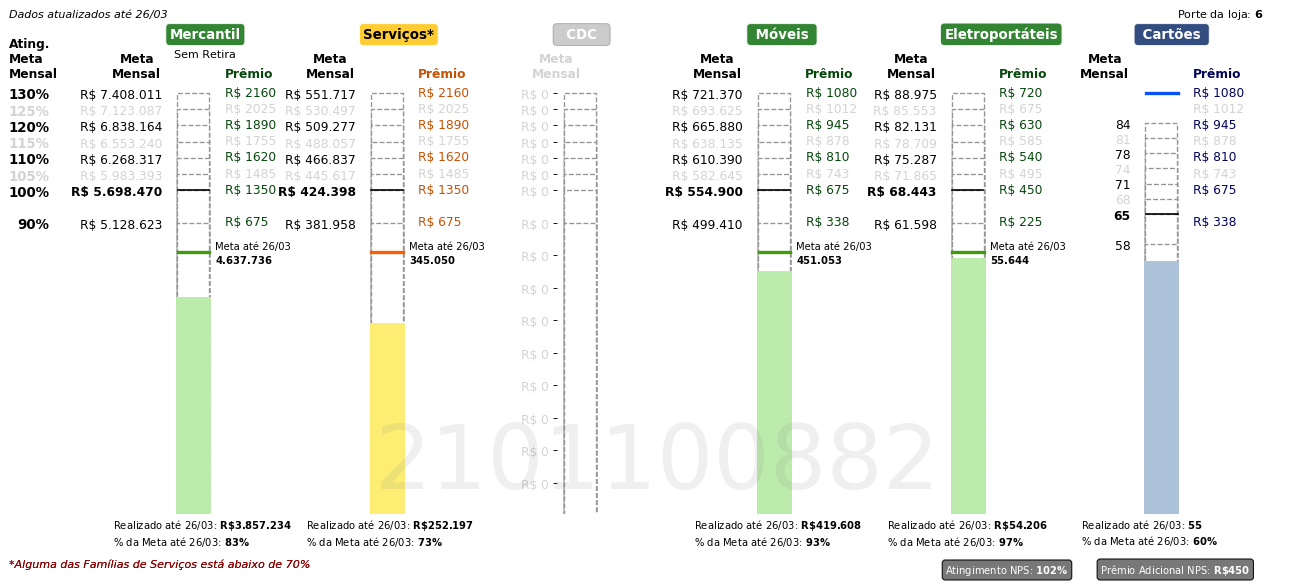 Dados atualizados até 26/03
Porte da loja: 6
Mercantil
Serviços*
CDC
Móveis
Eletroportáteis
Cartões
Sem Retira
Ating. Meta Mensal
Meta Mensal
Prêmio
Meta Mensal
Prêmio
Meta Mensal
Meta Mensal
Prêmio
Meta Mensal
Prêmio
Meta Mensal
Prêmio
130% R$ 7.408.011 R$ 2160 R$ 551.717 R$ 2160 R$ 0 R$ 721.370 R$ 1080 R$ 88.975 R$ 720 R$ 1080
125% R$ 7.123.087 R$ 2025 R$ 530.497 R$ 2025 R$ 0 R$ 693.625 R$ 1012 R$ 85.553 R$ 675 R$ 1012
120% R$ 6.838.164 R$ 1890 R$ 509.277 R$ 1890 R$ 0 R$ 665.880 R$ 945 R$ 82.131 R$ 630 84 R$ 945
115% R$ 6.553.240 R$ 1755 R$ 488.057 R$ 1755 R$ 0 R$ 638.135 R$ 878 R$ 78.709 R$ 585 81 R$ 878
110% R$ 6.268.317 R$ 1620 R$ 466.837 R$ 1620 R$ 0 R$ 610.390 R$ 810 R$ 75.287 R$ 540 78 R$ 810
105% R$ 5.983.393 R$ 1485 R$ 445.617 R$ 1485 R$ 0 R$ 582.645 R$ 743 R$ 71.865 R$ 495 74 R$ 743
100% R$ 5.698.470 R$ 1350 R$ 424.398 R$ 1350 R$ 0 R$ 554.900 R$ 675 R$ 68.443 R$ 450 71 R$ 675
68
65
90% R$ 5.128.623 R$ 675 R$ 381.958 R$ 675 R$ 0 R$ 499.410 R$ 338 R$ 61.598 R$ 225 R$ 338
58
Meta até 26/03
4.637.736
Meta até 26/03
345.050
Meta até 26/03
451.053
Meta até 26/03
55.644
R$ 0
R$ 0
R$ 0
R$ 0
R$ 0
R$ 0
R$ 0
R$ 0
2101100882
Realizado até 26/03: R$3.857.234
% da Meta até 26/03: 83%
Realizado até 26/03: R$252.197
% da Meta até 26/03: 73%
Realizado até 26/03: R$419.608
% da Meta até 26/03: 93%
Realizado até 26/03: R$54.206
% da Meta até 26/03: 97%
Realizado até 26/03: 55
% da Meta até 26/03: 60%
*Alguma das Famílias de Serviços está abaixo de 70%
Atingimento NPS: 102%
Prêmio Adicional NPS: R$450